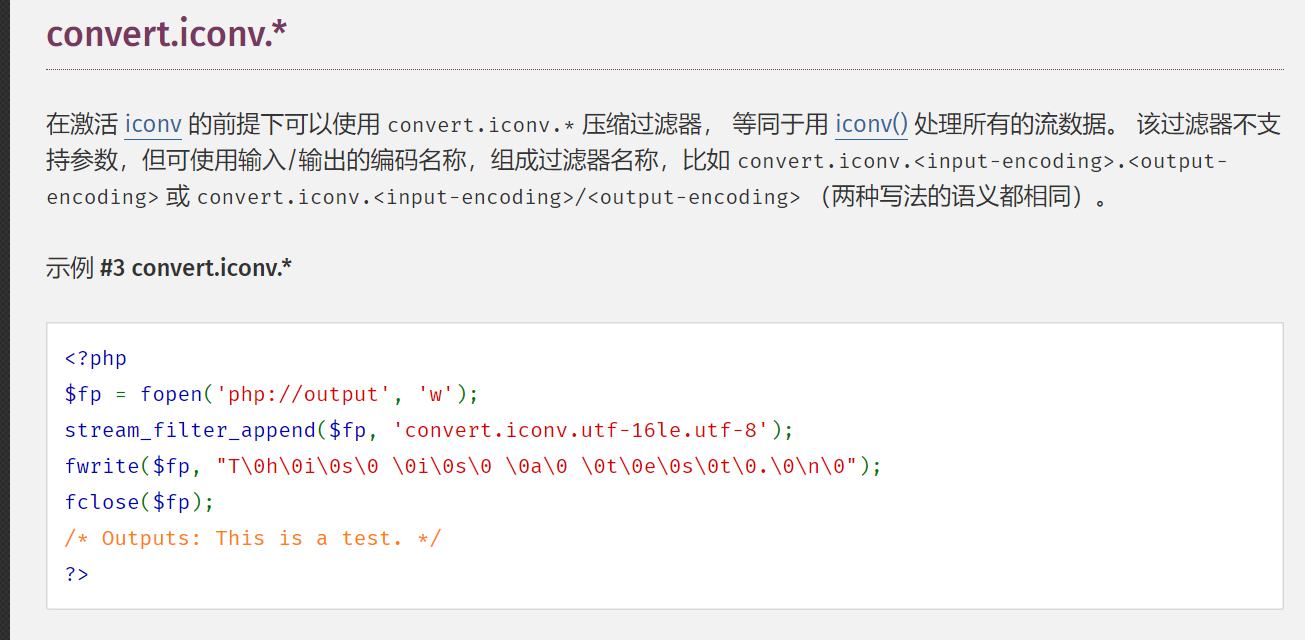 convert.iconv.*
在激活 iconv 的前提下可以使用 convert.iconv.* 压缩过滤器， 等同于用 iconv() 处理所有的流数据。 该过滤器不支
持参数，但可使用输入/输出的编码名称，组成过滤器名称，比如 convert.iconv.<input-encoding>.<output-
encoding> 或 convert.iconv.<input-encoding>/<output-encoding> （两种写法的语义都相同）。
示例 #3 convert.iconv.*
<?php
$fp = fopen('php://output', 'w');
stream_filter_append($fp, 'convert.iconv.utf-16le.utf-8');
fwrite($fp, "T\0h\0i\0s\0 \0i\0s\0 \0a\0 \0t\0e\0s\0t\0.\0\n\0");
fclose($fp);
/* Outputs: This is a test. */
?>